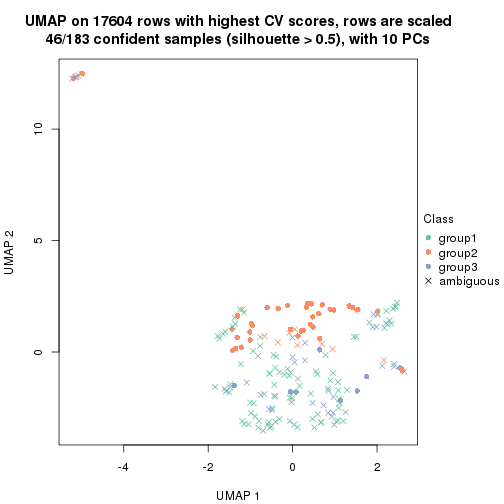 UMAP on 17604 rows with highest CV scores, rows are scaled
46/183 confident samples (silhouette > 0.5), with 10 PCs
10
5
0
UMAP 2
-4
-2
0
2
UMAP 1
Class
group1
group2
group3
ambiguous